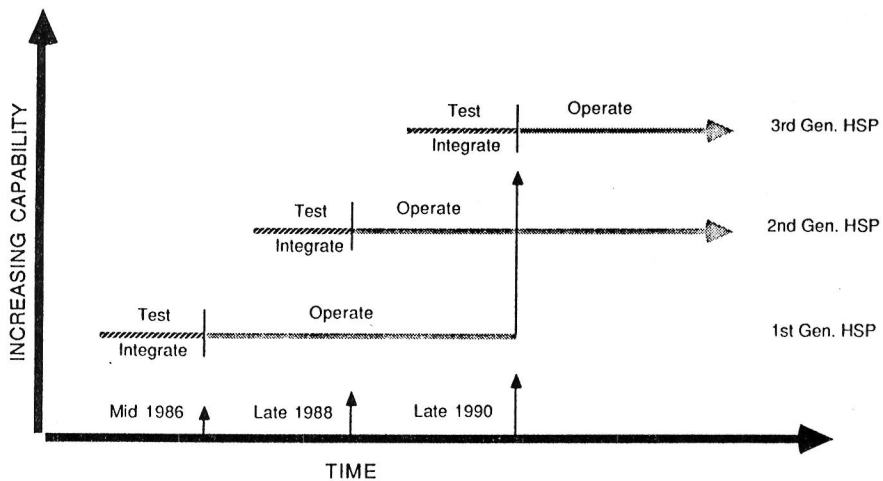 INCREASING CAPABILITY
Test
Operate
Integrate
3rd Gen. HSP
Test
Operate
Integrate
2nd Gen. HSP
Test
Operate
Integrate
1st Gen. HSP
Mid 1986
Late 1988
Late 1990
TIME